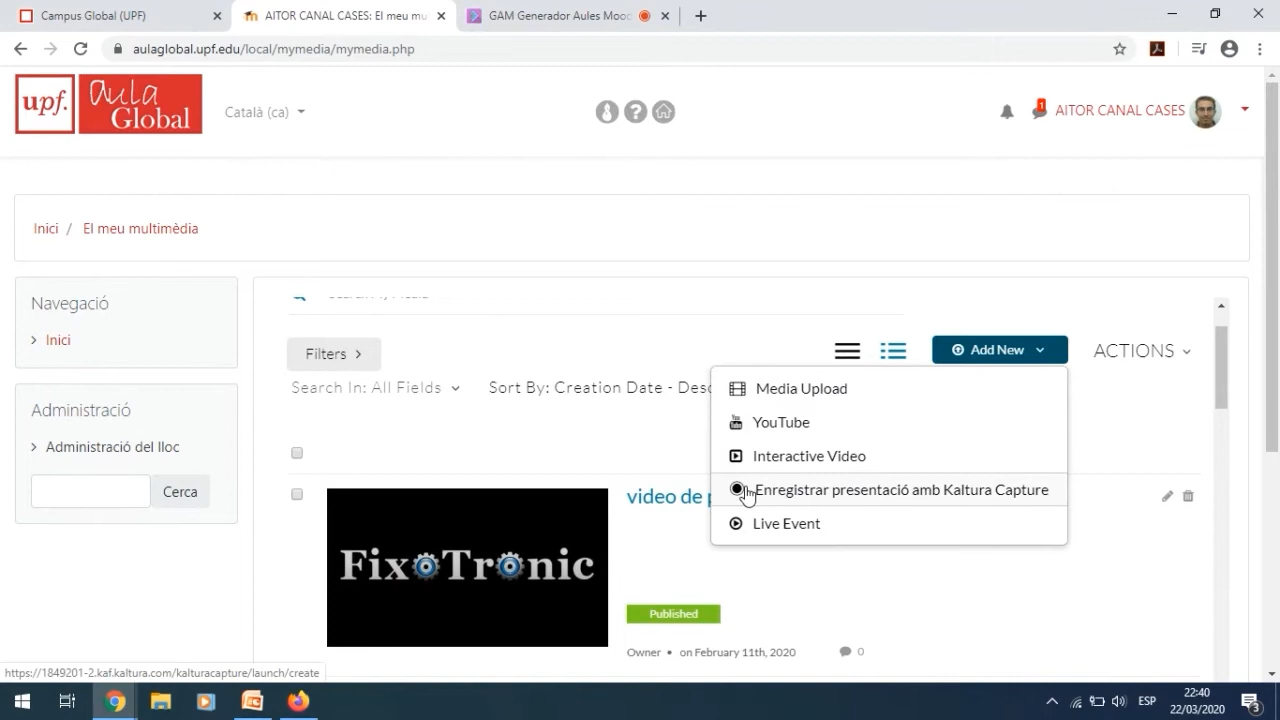 Campus Global (UPF)
AITOR CANAL CASES: El meu mu
GAM Generador Aules Mood
aulaglobal.upf.edu/local/mymedia/mymedia.php
upf.
aula Global
Català (ca)
1
AITOR CANAL CASES
Inici / El meu multimèdia
Navegació
Inici
Administració
Administració del lloc
Cerca
Filters
Add New
ACTIONS
Search In: All Fields
Sort By: Creation Date - Desc
Media Upload
YouTube
Interactive Video
Enregistrar presentació amb Kaltura Capture
Live Event
video de p
FixoTronic
Published
Owner • on February 11th, 2020
0
https://1849201-2.kaf.kaltura.com/kalturacapture/launch/create
ESP
22:40
22/03/2020
3